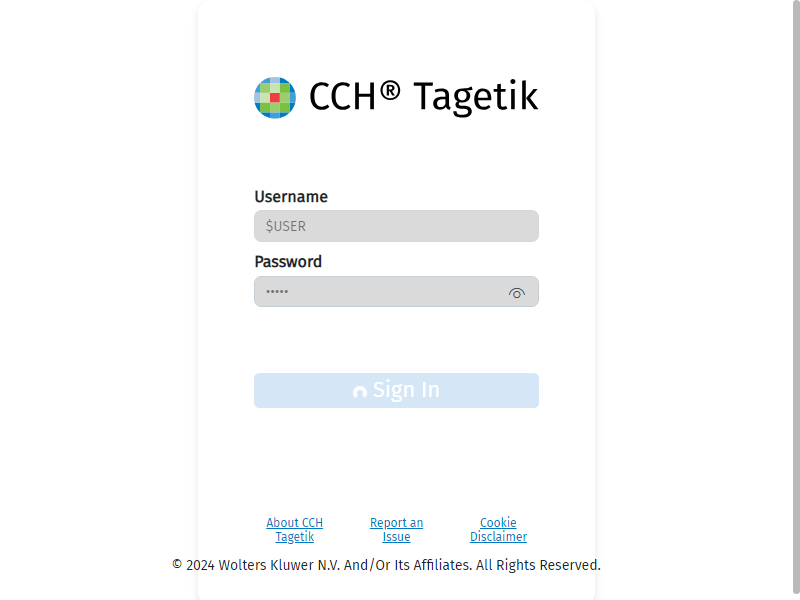 CCH® Tagetik
Username
$USER
Password
•••••
Sign In
About CCH
Tagetik
Report an
Issue
Cookie
Disclaimer
© 2024 Wolters Kluwer N.V. And/Or Its Affiliates. All Rights Reserved.